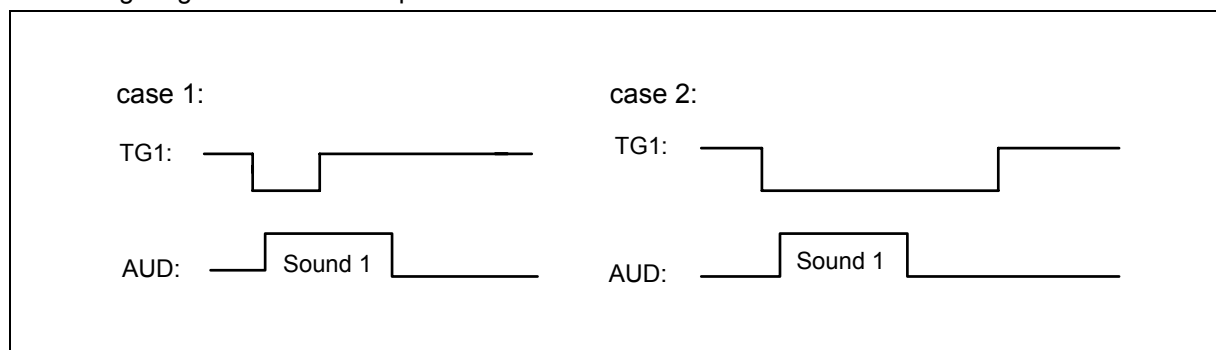 case 1:
case 2:
TG1:
TG1:
Sound 1
AUD:
Sound 1
AUD: